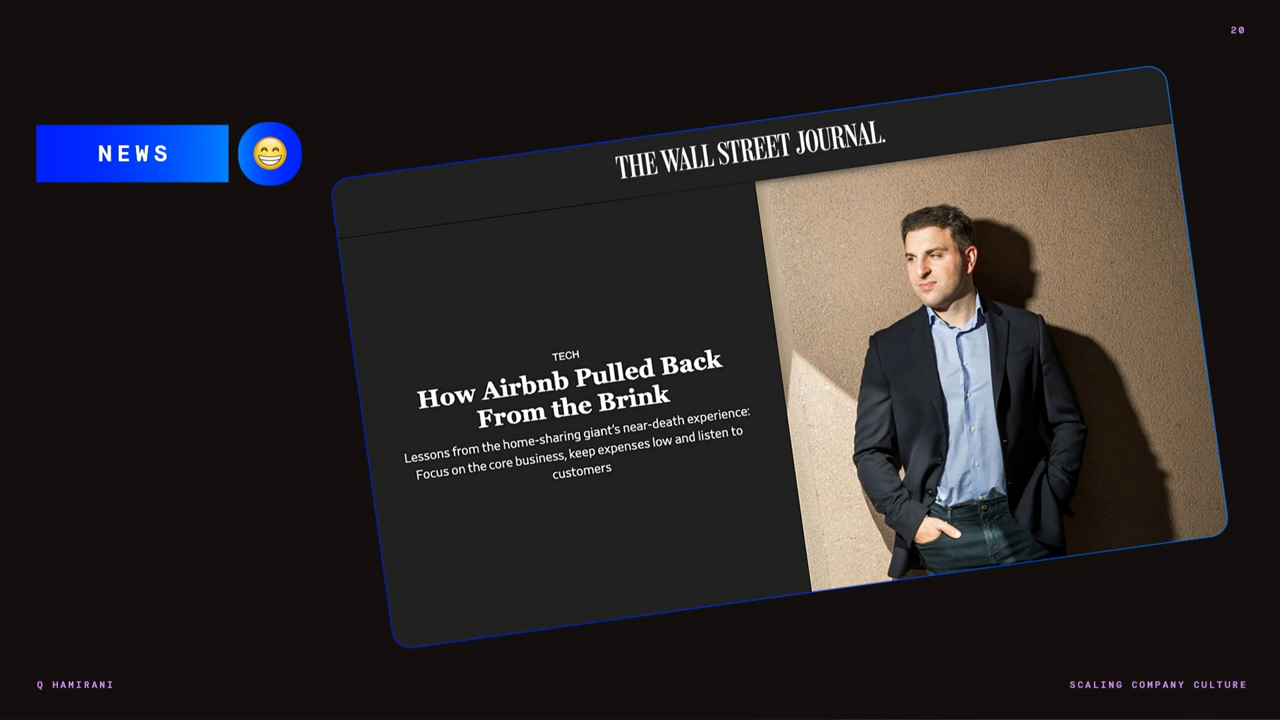 20
NEWS
THE WALL STREET JOURNAL.
TECH
How Airbnb Pulled Back
From the Brink
Lessons from the home-sharing giant's near-death experience:
Focus on the core business, keep expenses low and listen to
customers
Q HAMIRANI
SCALING COMPANY CULTURE